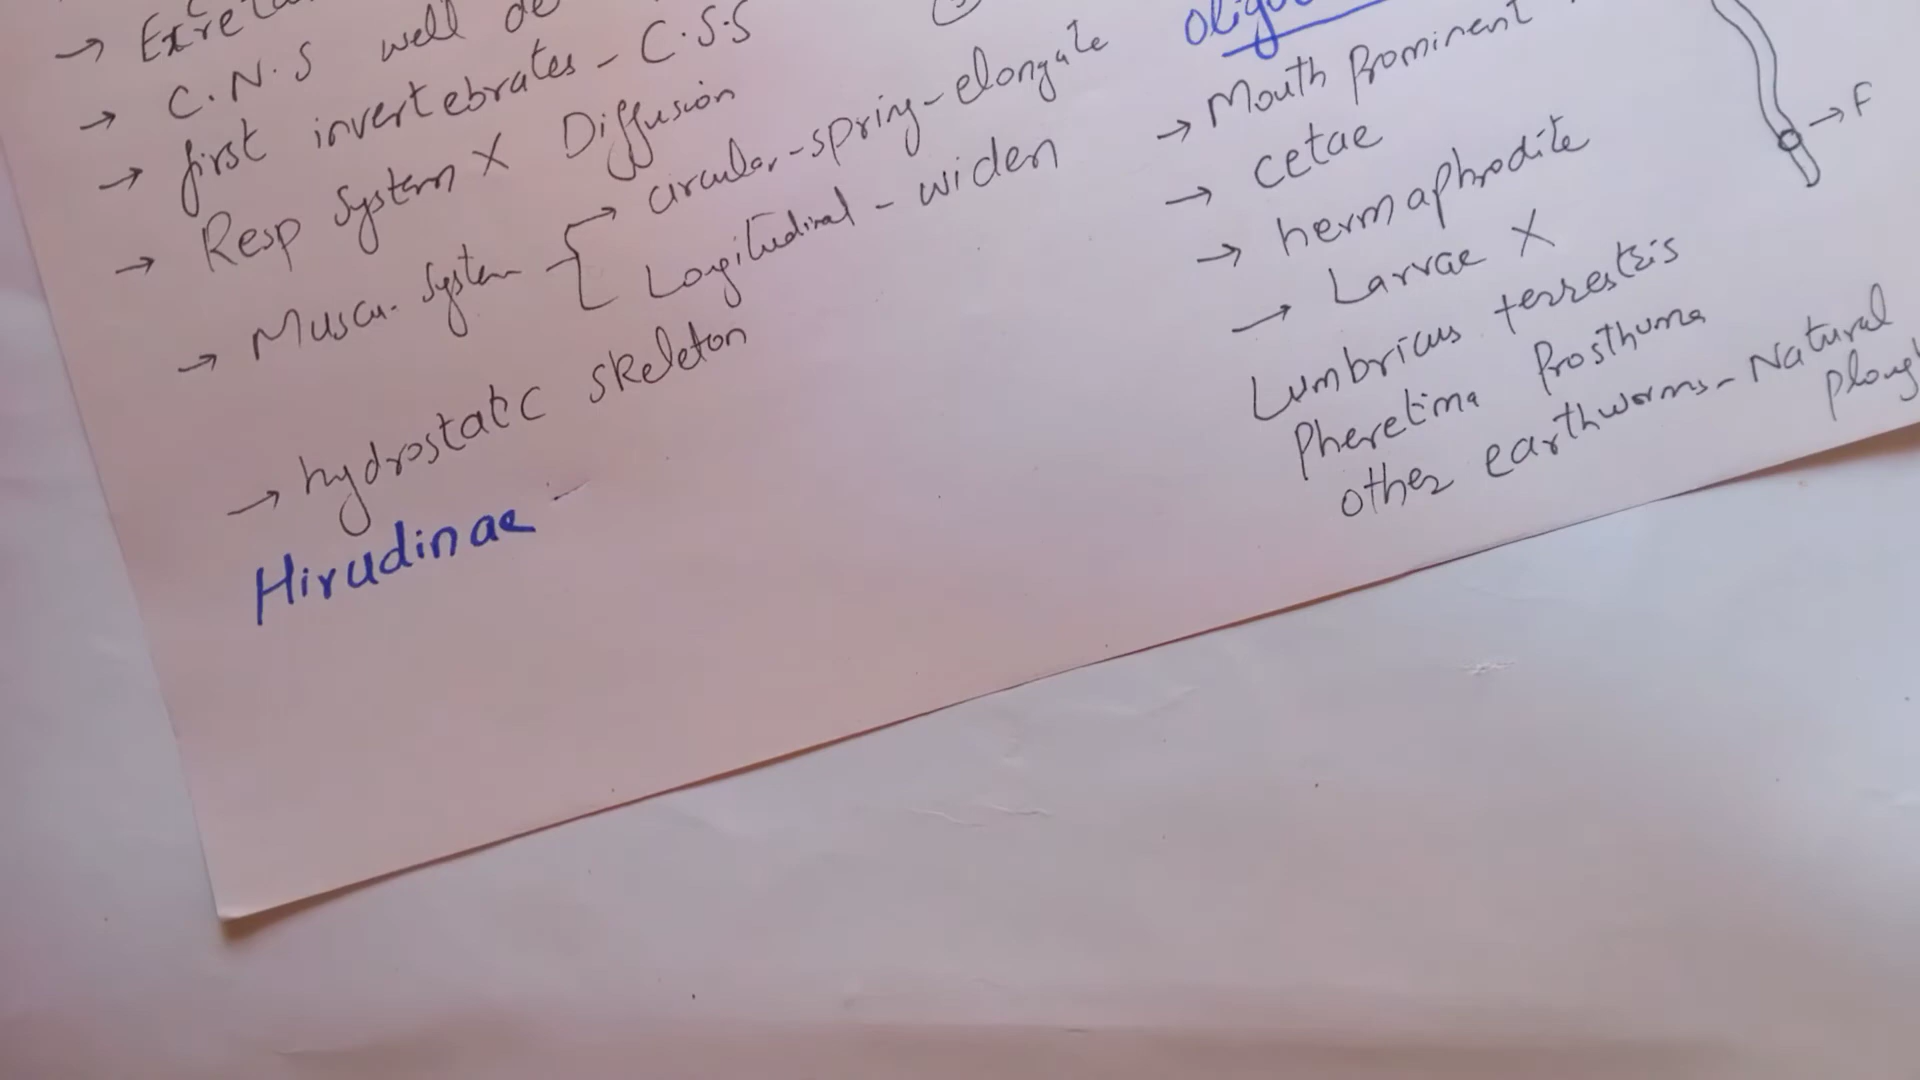 → Excre
→ C.N.S well de
→ first invertebrates - C.S.S
→ Resp System X Diffusion
→ Muscu. System → circular - spring - elongate
Longitudinal - widen
→ hydrostatic skeleton
Hirudinae -
oligo
→ Mouth Prominent
→ cetae
→ hermaphrodite
→ Larvae X
Lumbricus terrestris
Pheretima Prosthuma
other earthworms - Natural
plough
→ F